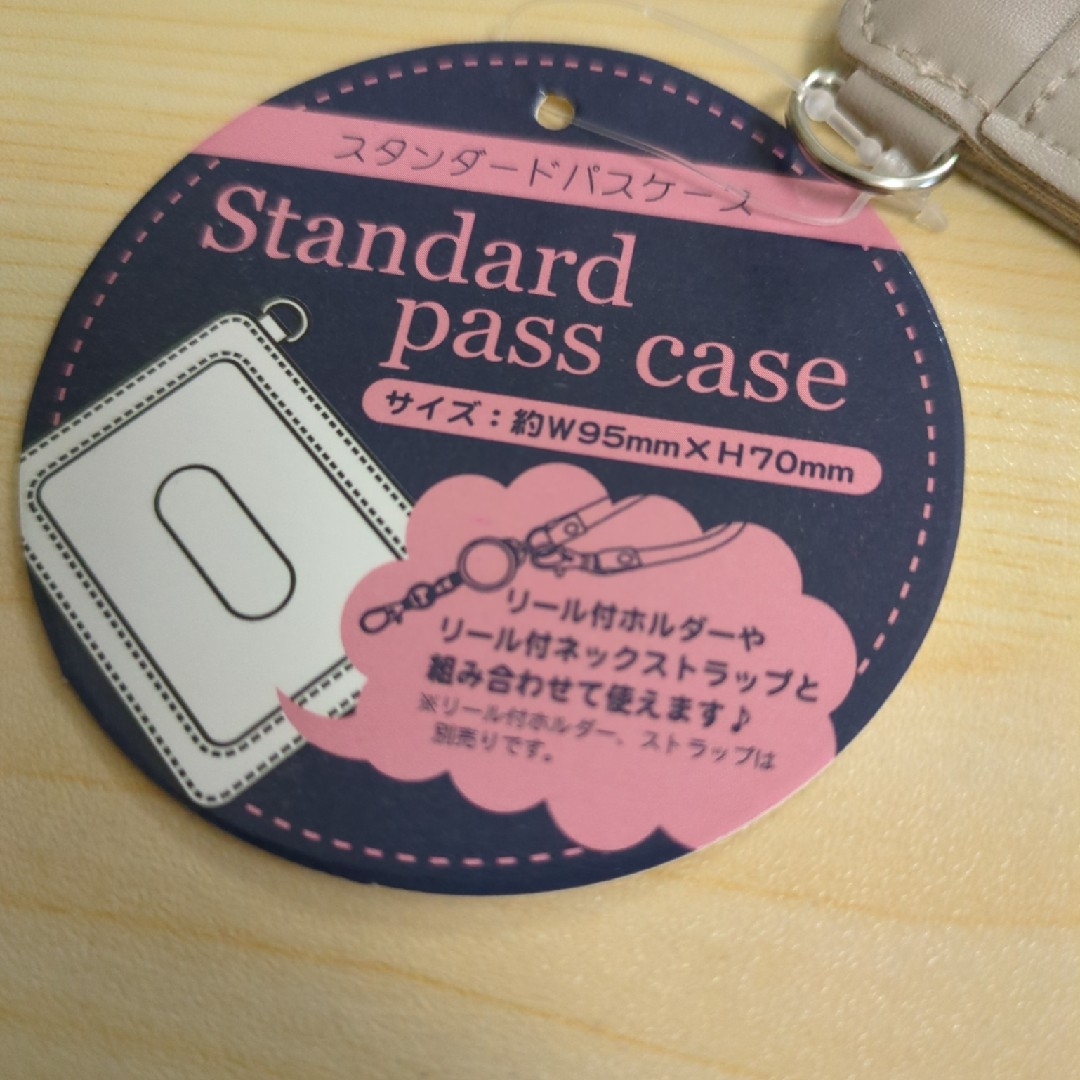 スタンダードパスケース
Standard
pass case
サイズ：約W95mm×H70mm
リール付ホルダーや
リール付ネックストラップと
組み合わせて使えます♪
※リール付ホルダー、ストラップは
別売りです。